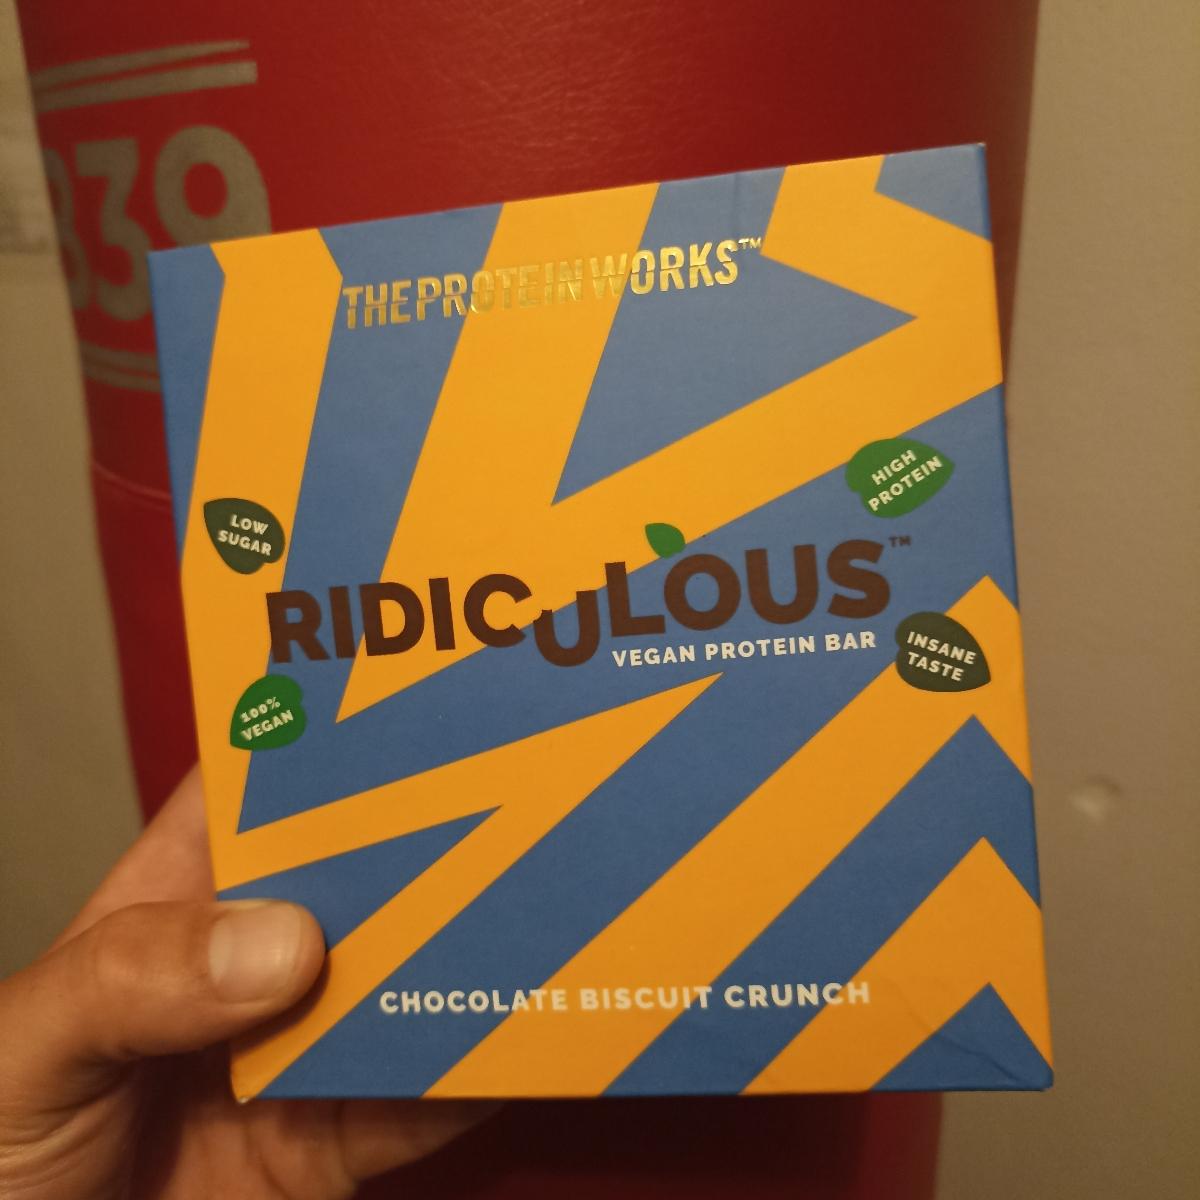 THE PROTEIN WORKS™
LOW
SUGAR
HIGH
PROTEIN
RIDICULOUS™
VEGAN PROTEIN BAR
INSANE
TASTE
100%
VEGAN
CHOCOLATE BISCUIT CRUNCH